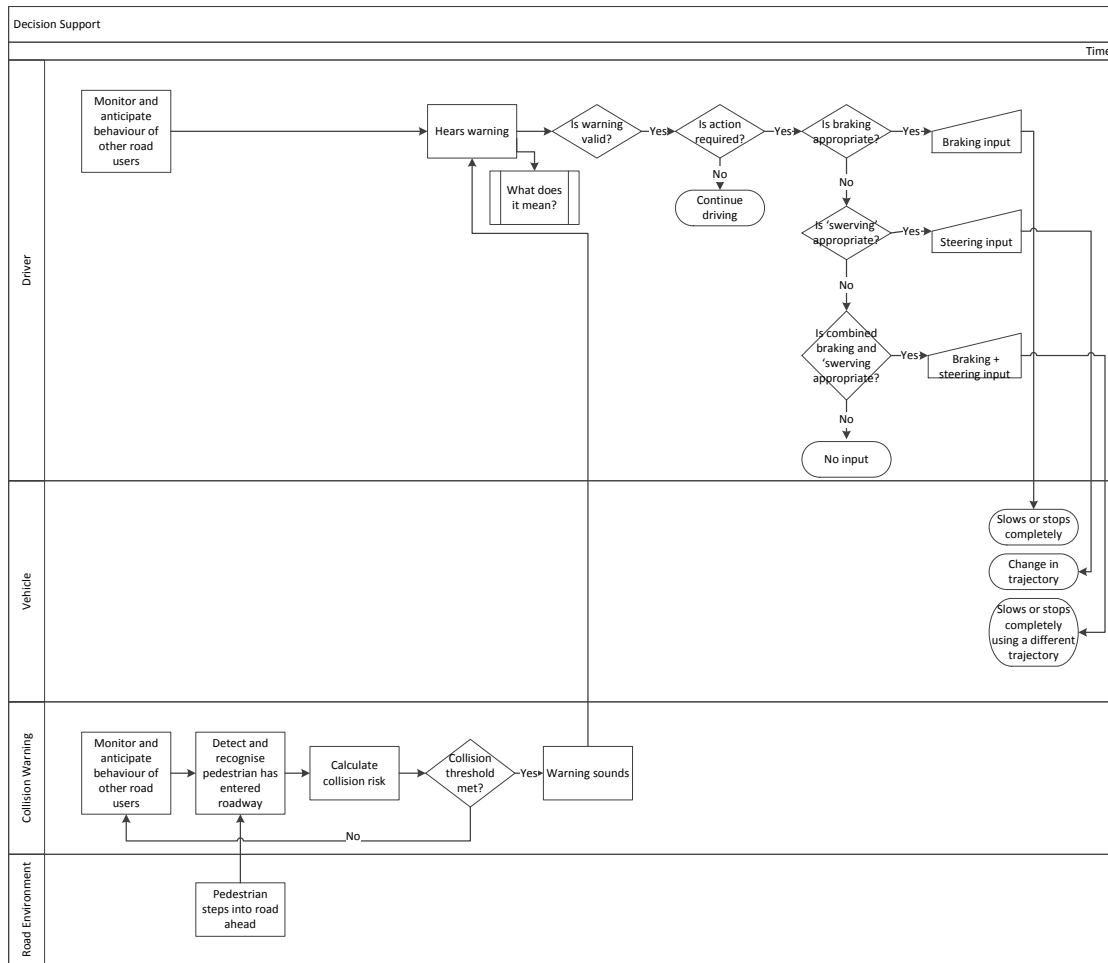 Decision Support
Time
Driver
Monitor and
anticipate
behaviour of
other road
users
Hears warning
What does
it mean?
Is warning
valid?
Yes
Is action
required?
No
Continue
driving
Yes
Is braking
appropriate?
Yes
Braking input
No
Is ‘swerving’
appropriate?
Yes
Steering input
No
Is combined
braking and
‘swerving
appropriate?
Yes
Braking +
steering input
No
No input
Vehicle
Slows or stops
completely
Change in
trajectory
Slows or stops
completely
using a different
trajectory
Collision Warning
Monitor and
anticipate
behaviour of
other road
users
Detect and
recognise
pedestrian has
entered
roadway
Calculate
collision risk
Collision
threshold
met?
Yes
Warning sounds
No
Road Environment
Pedestrian
steps into road
ahead